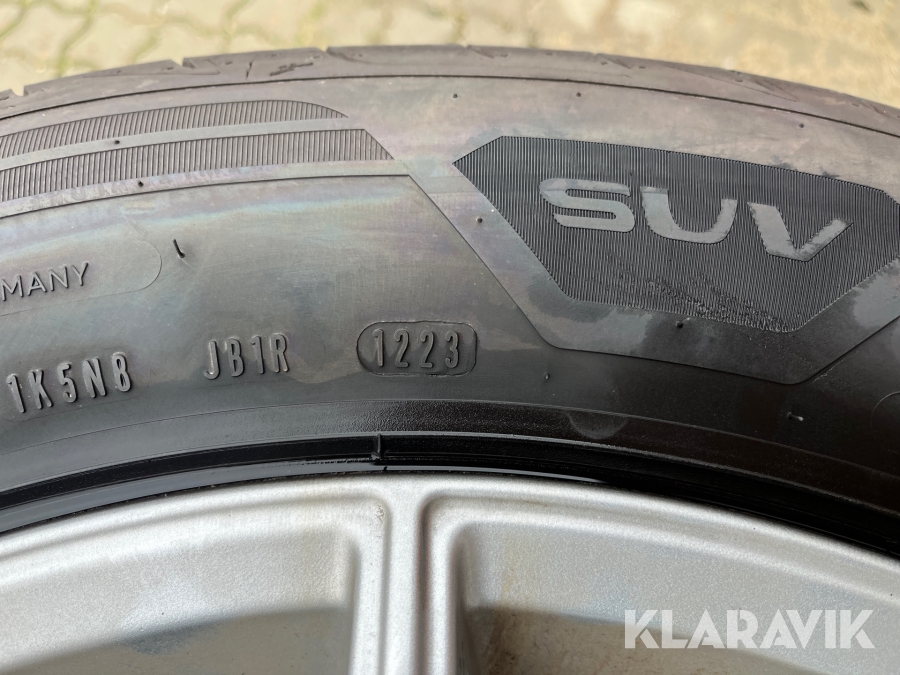 SUV
MANY
1K5N8 JB1R 1223
KLARAVIK